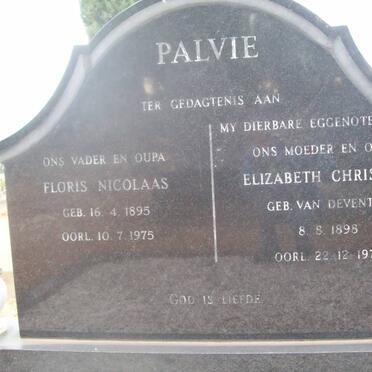 PALVIE
TER GEDAGTENIS AAN
ONS VADER EN OUPA
FLORIS NICOLAAS
GEB. 16. 4. 1895
OORL. 10. 7. 1975
MY DIERBARE EGGENOTE
ONS MOEDER EN O
ELIZABETH CHRIS
GEB. VAN DEVENT
8. 8. 1898
OORL. 22. 12. 197
GOD IS LIEFDE